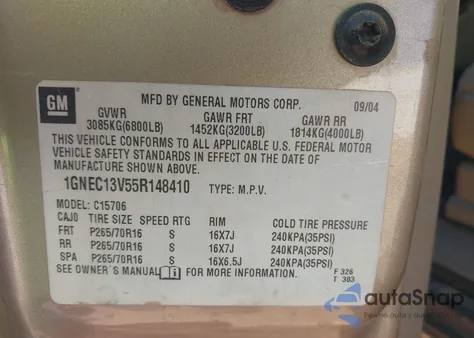 GM
MFD BY GENERAL MOTORS CORP. 09/04
GVWR GAWR FRT GAWR RR
3085KG(6800LB) 1452KG(3200LB) 1814KG(4000LB)
THIS VEHICLE CONFORMS TO ALL APPLICABLE U.S. FEDERAL MOTOR
VEHICLE SAFETY STANDARDS IN EFFECT ON THE DATE OF
MANUFACTURE SHOWN ABOVE.
1GNEC13V55R148410 TYPE: M.P.V.
MODEL: C15706
CAJ0 TIRE SIZE SPEED RTG RIM COLD TIRE PRESSURE
FRT P265/70R16 S 16X7J 240KPA(35PSI)
RR P265/70R16 S 16X7J 240KPA(35PSI)
SPA P265/70R16 S 16X6.5J 240KPA(35PSI)
SEE OWNER'S MANUAL i FOR MORE INFORMATION. F 326
T 303
autoSnap